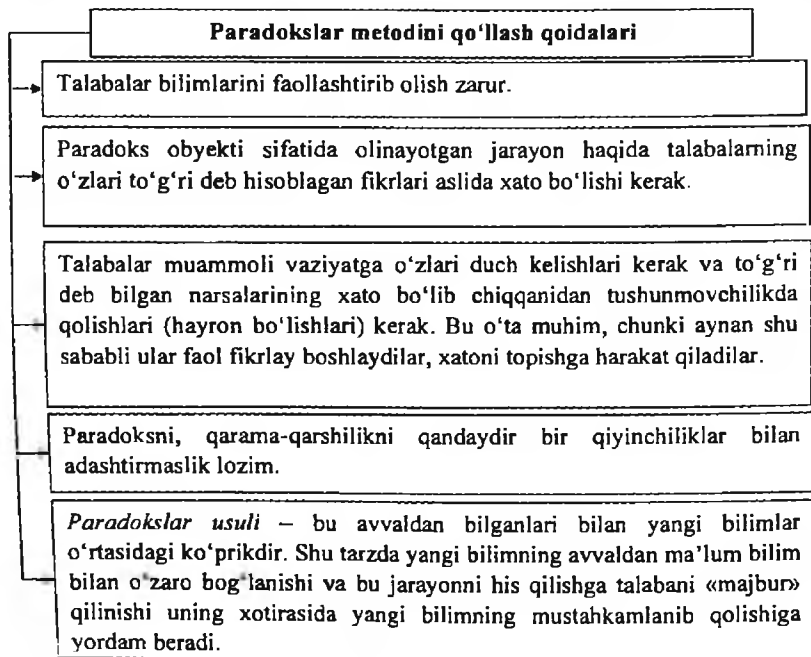 Paradokslar metodini qo‘llash qoidalari
Talabalar bilimlarini faollashtirib olish zarur.
Paradoks obyekti sifatida olinayotgan jarayon haqida talabalarning
o‘zlari to‘g‘ri deb hisoblagan fikrlari aslida xato bo‘lishi kerak.
Talabalar muammoli vaziyatga o‘zlari duch kelishlari kerak va to‘g‘ri
deb bilgan narsalarining xato bo‘lib chiqqanidan tushunmovchilikda
qolishlari (hayron bo‘lishlari) kerak. Bu o‘ta muhim, chunki aynan shu
sababli ular faol fikrlay boshlaydilar, xatoni topishga harakat qiladilar.
Paradoksni, qarama-qarshilikni qandaydir bir qiyinchiliklar bilan
adashtirmaslik lozim.
Paradokslar usuli – bu avvaldan bilganlari bilan yangi bilimlar
o‘rtasidagi ko‘prikdir. Shu tarzda yangi bilimning avvaldan ma’lum bilim
bilan o‘zaro bog‘lanishi va bu jarayonni his qilishga talabani «majbur»
qilinishi uning xotirasida yangi bilimning mustahkamlanib qolishiga
yordam beradi.